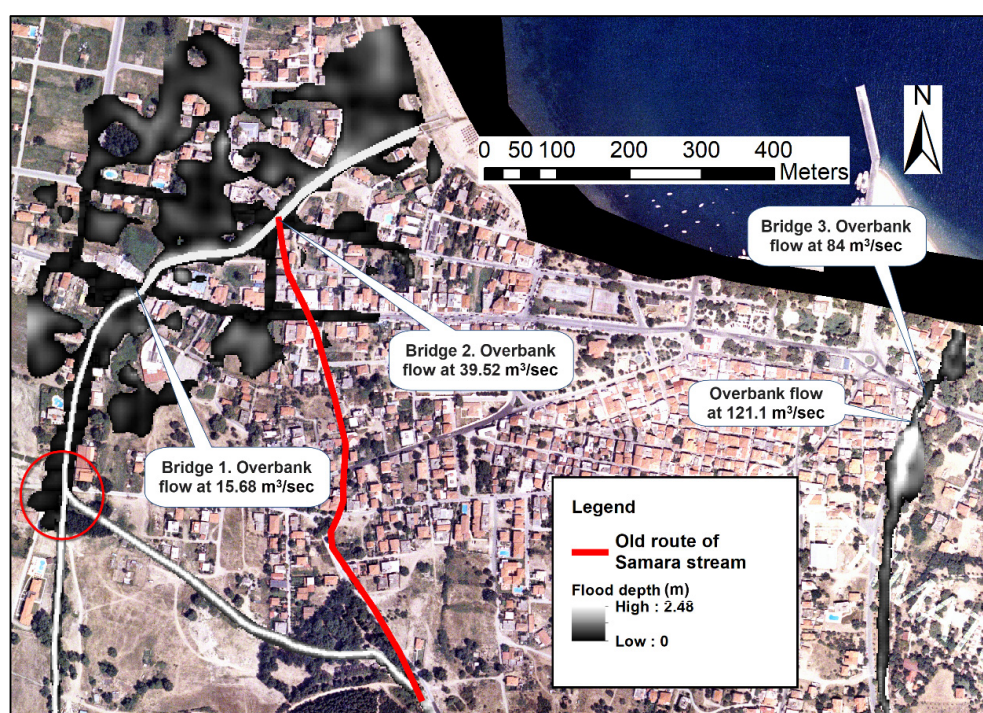 N
0 50 100 200 300 400
Meters
Bridge 3. Overbank
flow at 84 m³/sec
Bridge 2. Overbank
flow at 39.52 m³/sec
Overbank flow
at 121.1 m³/sec
Bridge 1. Overbank
flow at 15.68 m³/sec
Legend
Old route of
Samara stream
Flood depth (m)
High : 2.48
Low : 0